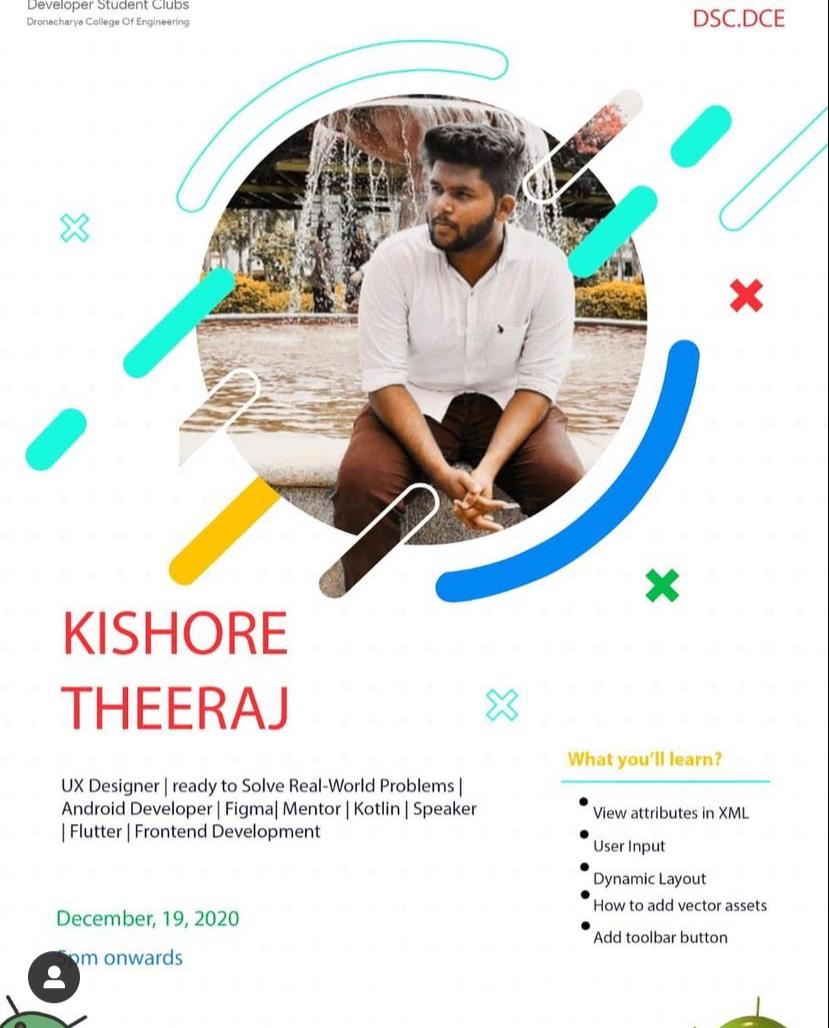 Developer Student Clubs
Dronacharya College Of Engineering
DSC.DCE
KISHORE
THEERAJ
UX Designer | ready to Solve Real-World Problems |
Android Developer | Figma| Mentor | Kotlin | Speaker
| Flutter | Frontend Development
December, 19, 2020
5pm onwards
What you'll learn?
View attributes in XML
User Input
Dynamic Layout
How to add vector assets
Add toolbar button